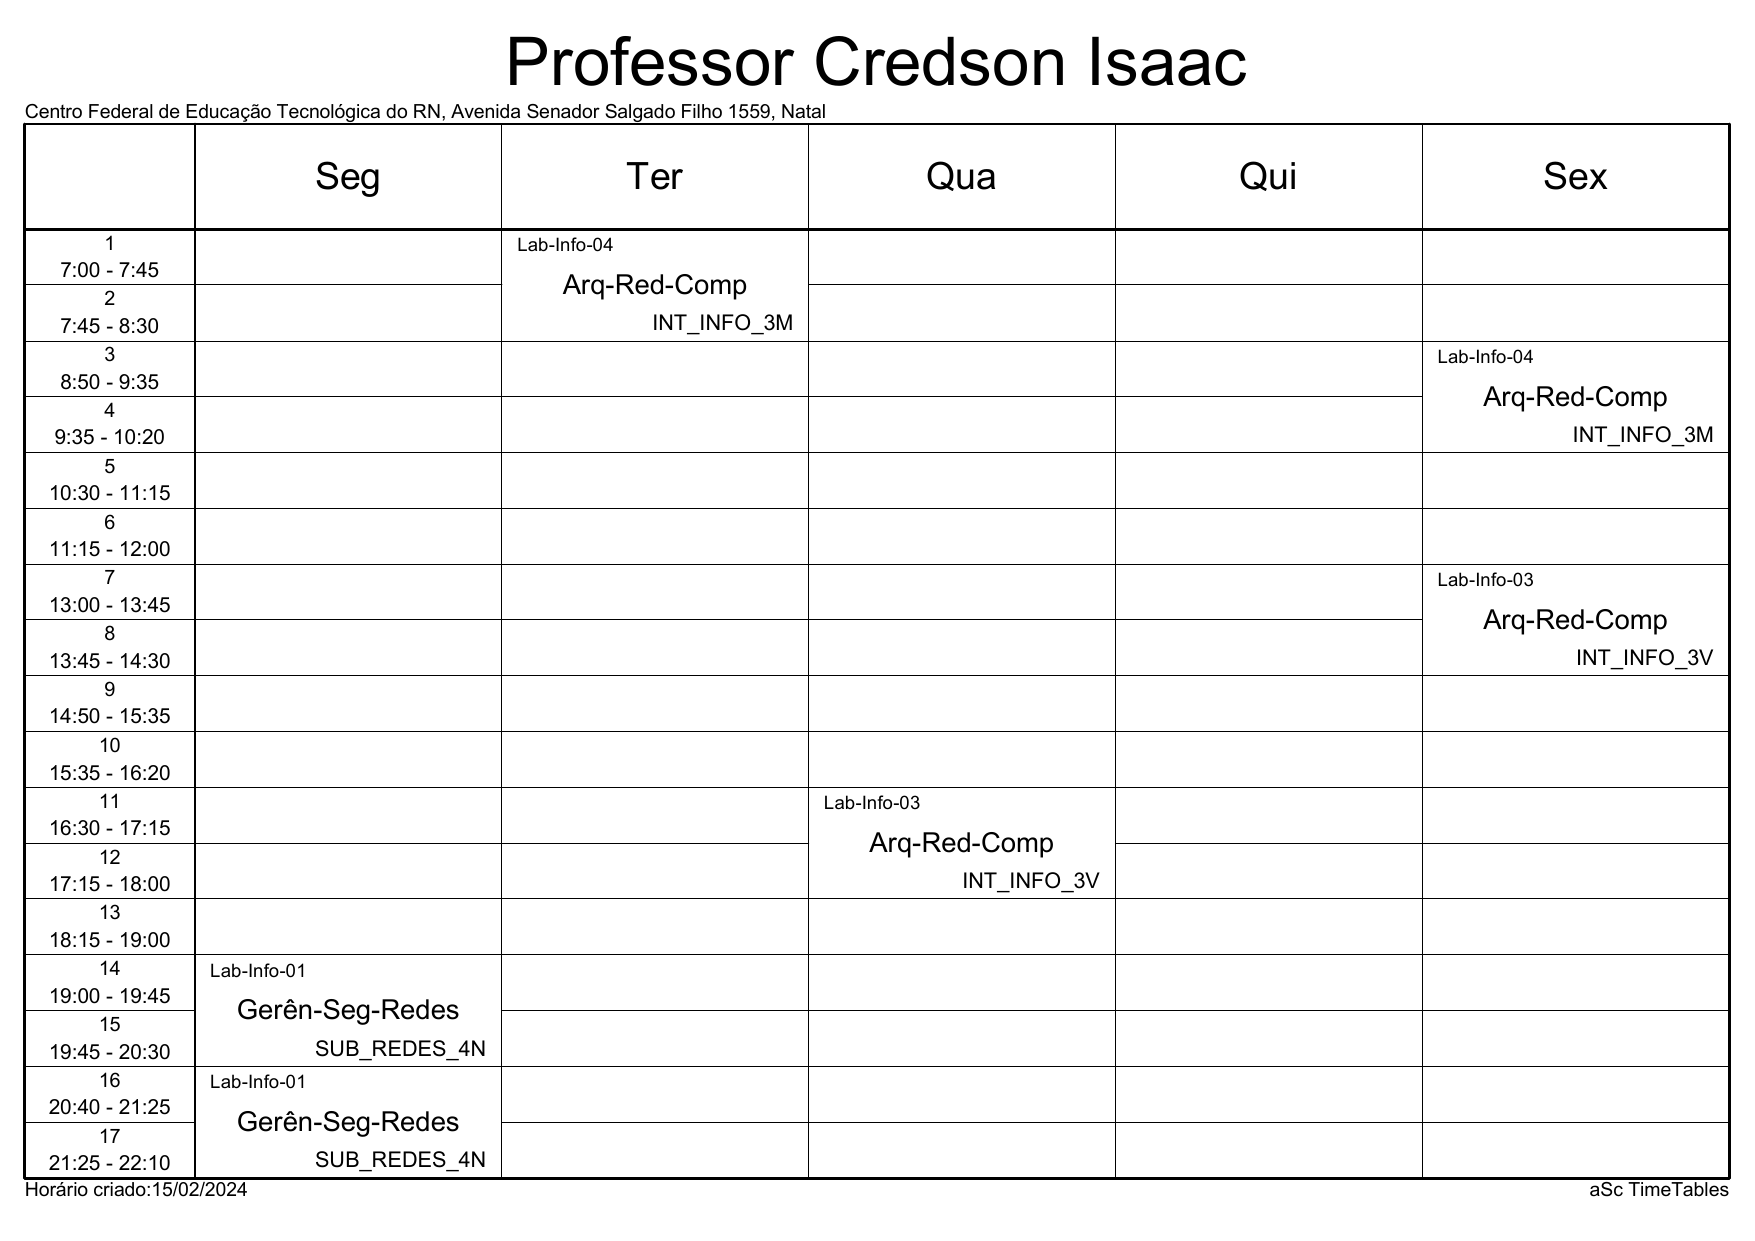 Professor Credson Isaac
Centro Federal de Educação Tecnológica do RN, Avenida Senador Salgado Filho 1559, Natal
Seg Ter Qua Qui Sex
1
7:00 - 7:45
Lab-Info-04
Arq-Red-Comp
INT_INFO_3M
2
7:45 - 8:30
3
8:50 - 9:35
Lab-Info-04
Arq-Red-Comp
INT_INFO_3M
4
9:35 - 10:20
5
10:30 - 11:15
6
11:15 - 12:00
7
13:00 - 13:45
Lab-Info-03
Arq-Red-Comp
INT_INFO_3V
8
13:45 - 14:30
9
14:50 - 15:35
10
15:35 - 16:20
11
16:30 - 17:15
Lab-Info-03
Arq-Red-Comp
INT_INFO_3V
12
17:15 - 18:00
13
18:15 - 19:00
14
19:00 - 19:45
Lab-Info-01
Gerên-Seg-Redes
SUB_REDES_4N
15
19:45 - 20:30
16
20:40 - 21:25
Lab-Info-01
Gerên-Seg-Redes
SUB_REDES_4N
17
21:25 - 22:10
Horário criado:15/02/2024
aSc TimeTables